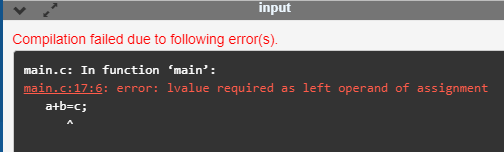 input
Compilation failed due to following error(s).
main.c: In function ‘main’:
main.c:17:6: error: lvalue required as left operand of assignment
a+b=c;
^